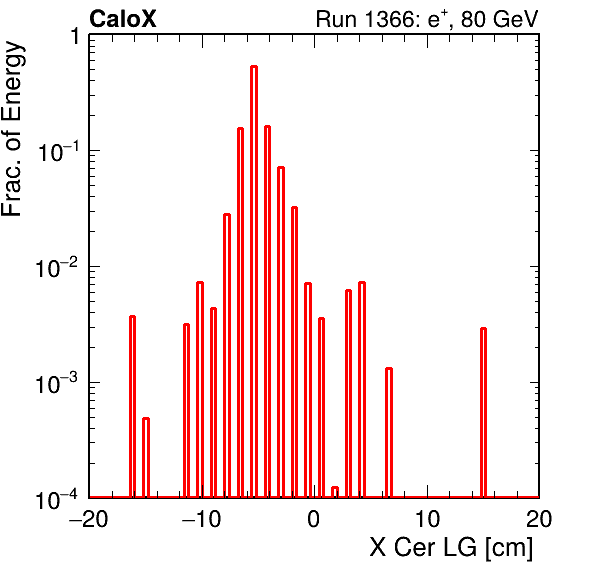 CaloX Run 1366: e⁺, 80 GeV
Frac. of Energy
1
10⁻¹
10⁻²
10⁻³
10⁻⁴
−20 −10 0 10 20
X Cer LG [cm]